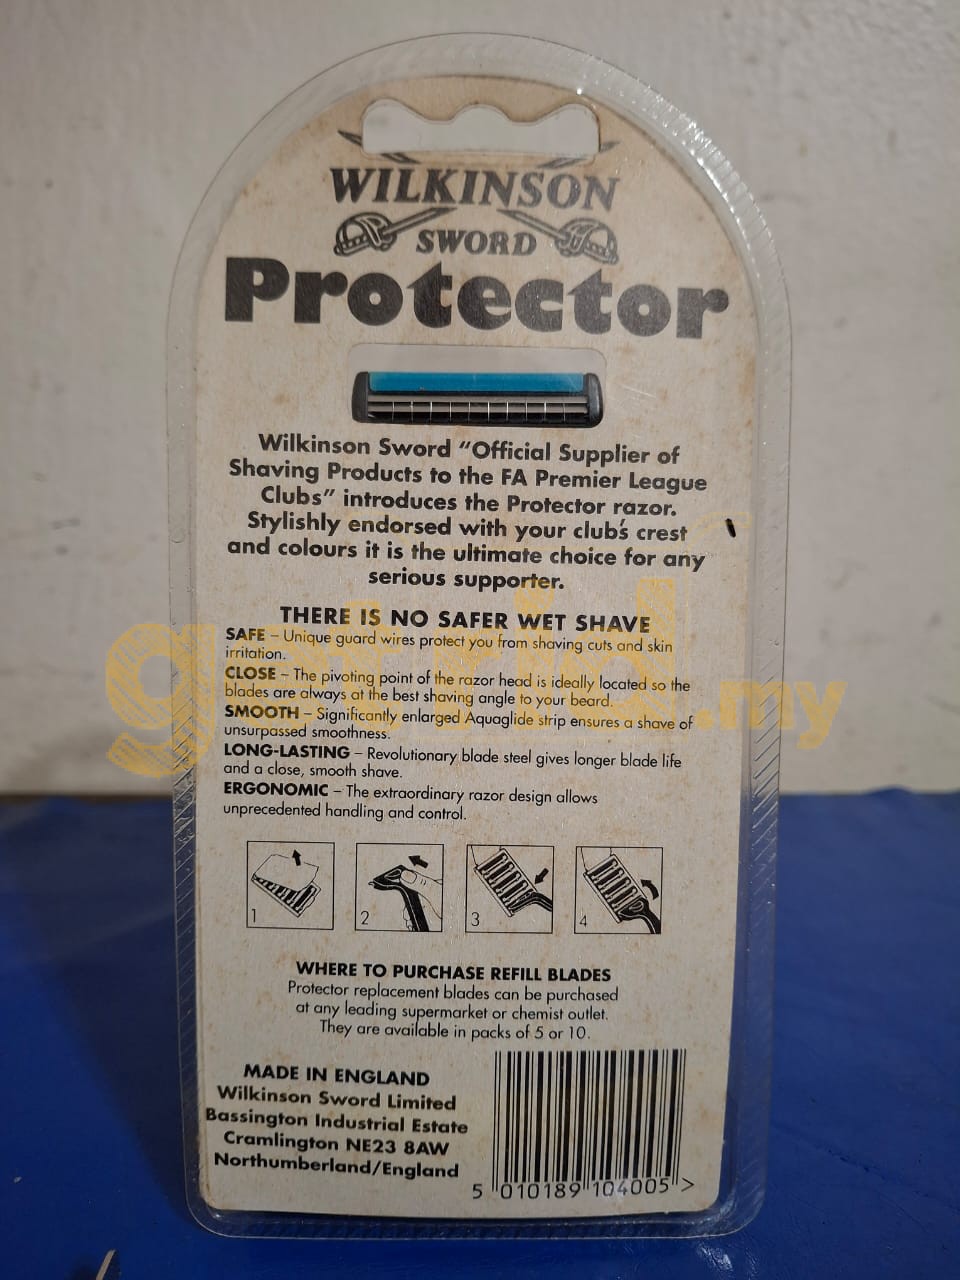 WILKINSON
SWORD
Protector
Wilkinson Sword “Official Supplier of
Shaving Products to the FA Premier League
Clubs” introduces the Protector razor.
Stylishly endorsed with your club's crest
and colours it is the ultimate choice for any
serious supporter.
THERE IS NO SAFER WET SHAVE
SAFE – Unique guard wires protect you from shaving cuts and skin
irritation.
CLOSE – The pivoting point of the razor head is ideally located so the
blades are always at the best shaving angle to your beard.
SMOOTH – Significantly enlarged Aquaglide strip ensures a shave of
unsurpassed smoothness.
LONG-LASTING – Revolutionary blade steel gives longer blade life
and a close, smooth shave.
ERGONOMIC – The extraordinary razor design allows
unprecedented handling and control.
1 2 3 4
WHERE TO PURCHASE REFILL BLADES
Protector replacement blades can be purchased
at any leading supermarket or chemist outlet.
They are available in packs of 5 or 10.
MADE IN ENGLAND
Wilkinson Sword Limited
Bassington Industrial Estate
Cramlington NE23 8AW
Northumberland/England
5 010189 104005 >
getrid.my